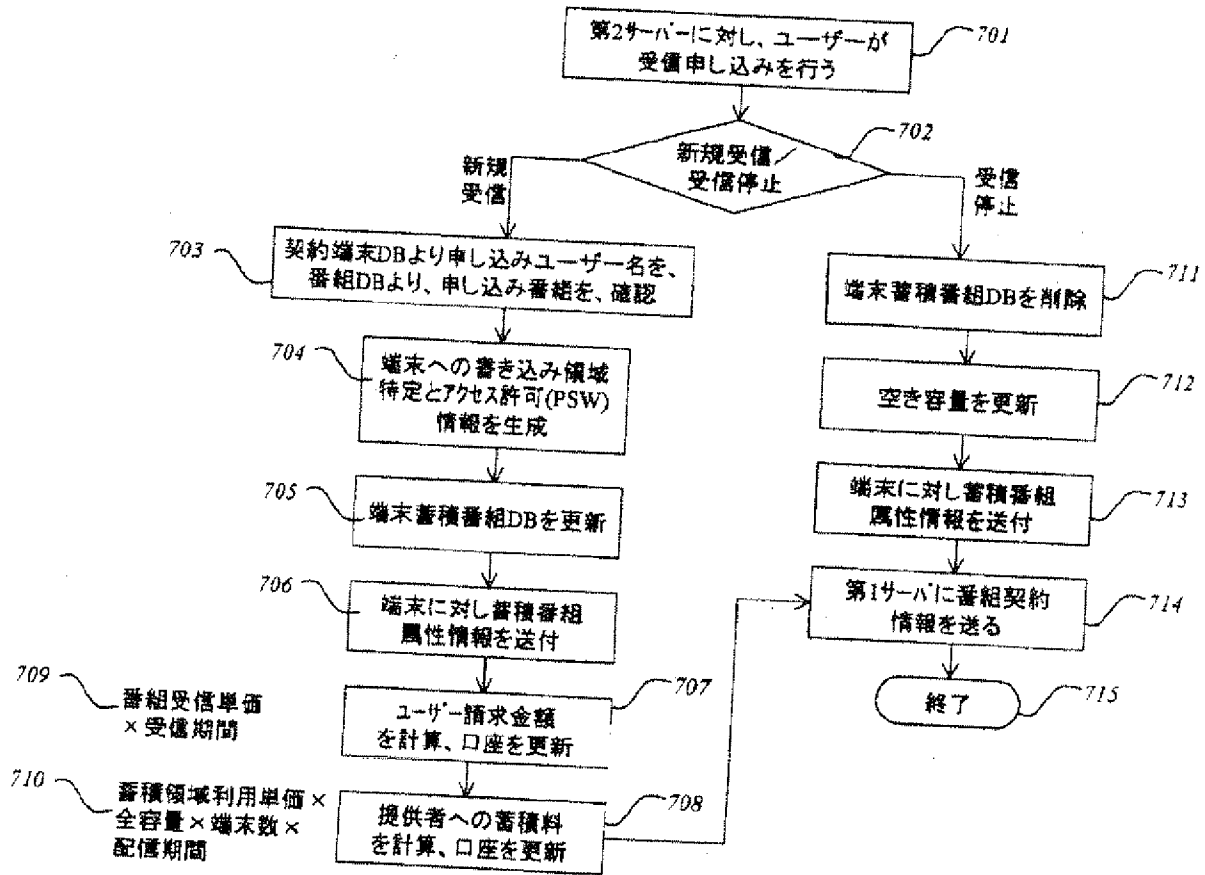 第2サーバーに対し、ユーザーが
受信申し込みを行う
701
702
新規受信/
受信停止
新規
受信
受信
停止
703
契約端末DBより申し込みユーザー名を、
番組DBより、申し込み番組を、確認
704
端末への書き込み領域
特定とアクセス許可(PSW)
情報を生成
705
端末蓄積番組DBを更新
706
端末に対し蓄積番組
属性情報を送付
707
ユーザー請求金額
を計算、口座を更新
709
番組受信単価
×受信期間
708
提供者への蓄積料
を計算、口座を更新
710
蓄積領域利用単価×
全容量×端末数×
配信期間
711
端末蓄積番組DBを削除
712
空き容量を更新
713
端末に対し蓄積番組
属性情報を送付
714
第1サーバに番組契約
情報を送る
715
終了